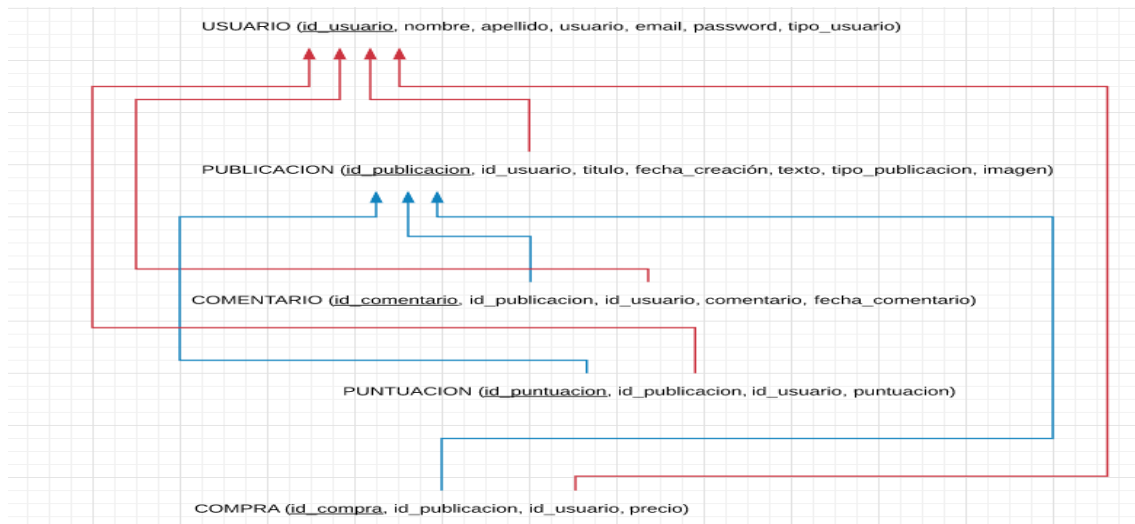 USUARIO (id_usuario, nombre, apellido, usuario, email, password, tipo_usuario)
PUBLICACION (id_publicacion, id_usuario, titulo, fecha_creación, texto, tipo_publicacion, imagen)
COMENTARIO (id_comentario, id_publicacion, id_usuario, comentario, fecha_comentario)
PUNTUACION (id_puntuacion, id_publicacion, id_usuario, puntuacion)
COMPRA (id_compra, id_publicacion, id_usuario, precio)